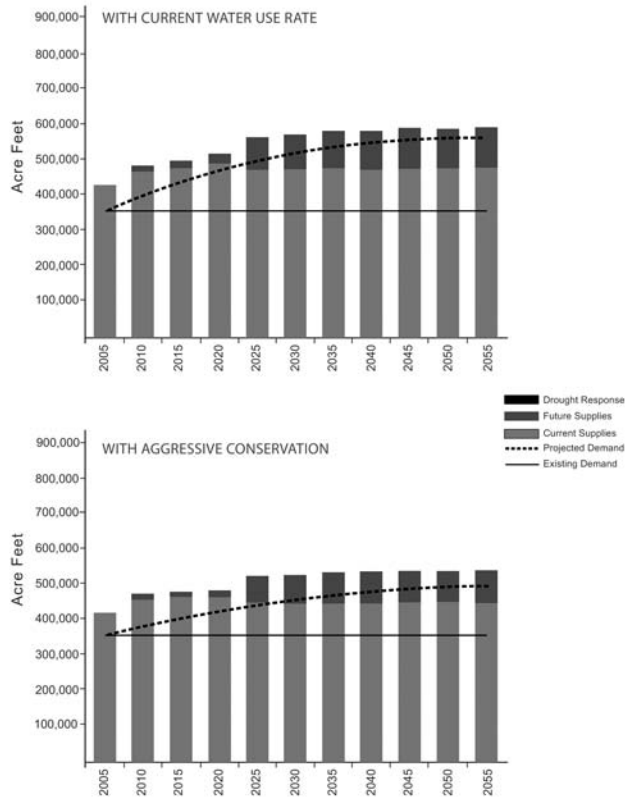 WITH CURRENT WATER USE RATE
900,000
800,000
700,000
600,000
500,000
400,000
300,000
200,000
100,000
Acre Feet
2005 2010 2015 2020 2025 2030 2035 2040 2045 2050 2055
Drought Response
Future Supplies
Current Supplies
Projected Demand
Existing Demand
WITH AGGRESSIVE CONSERVATION
900,000
800,000
700,000
600,000
500,000
400,000
300,000
200,000
100,000
Acre Feet
2005 2010 2015 2020 2025 2030 2035 2040 2045 2050 2055